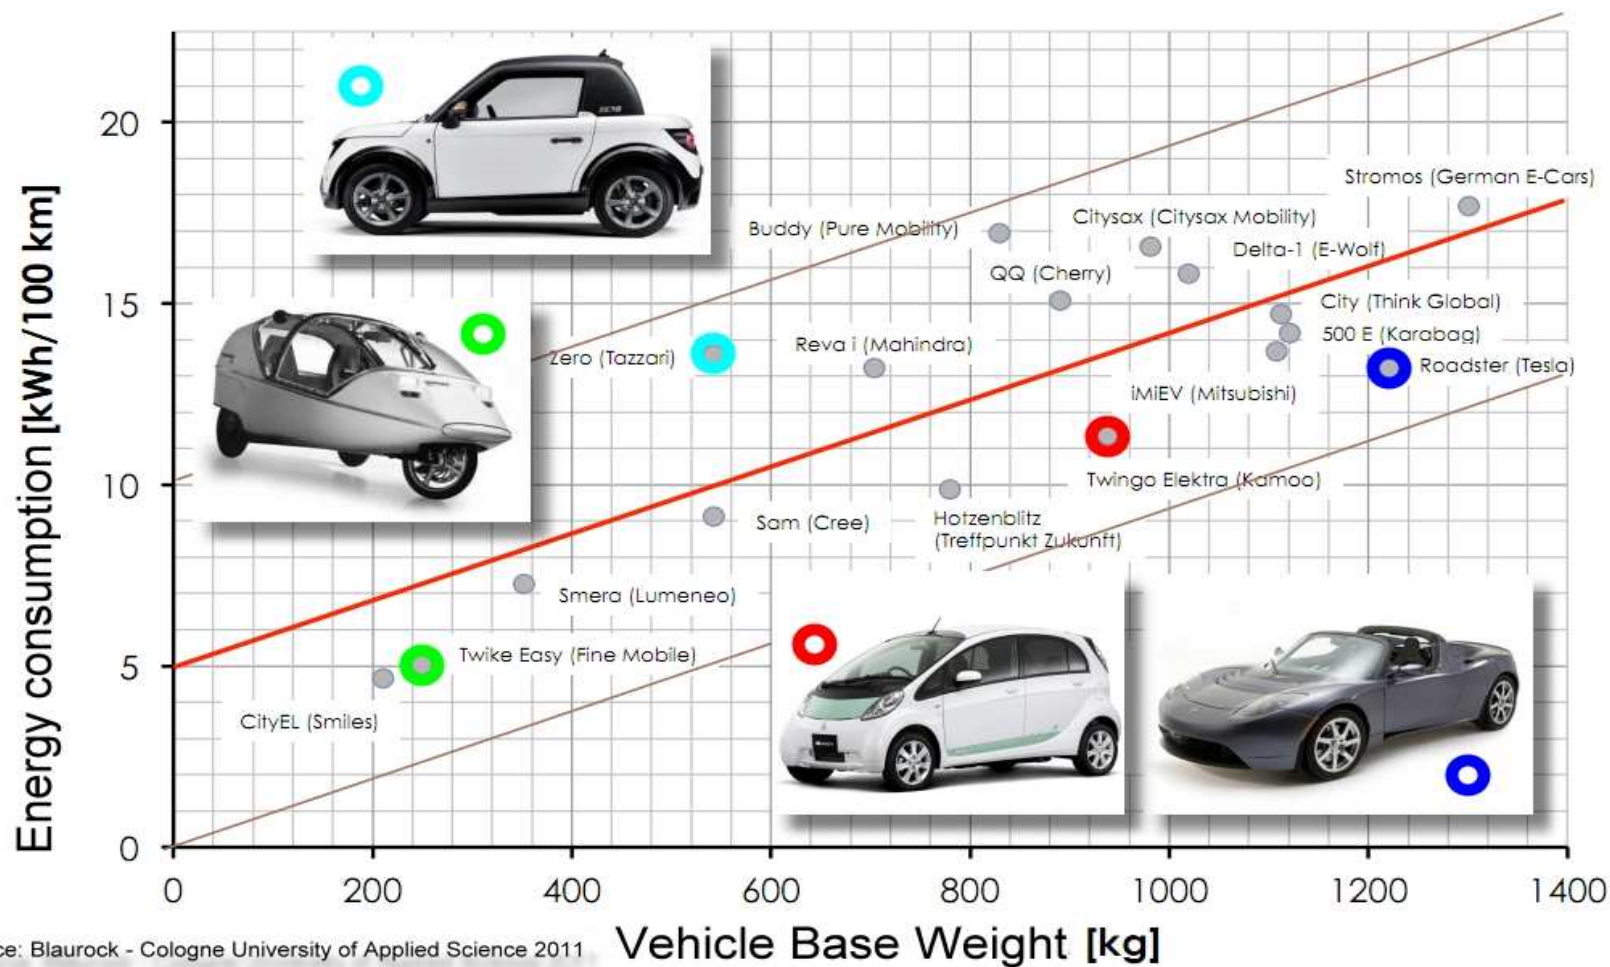 Energy consumption [kWh/100 km]
20
15
10
5
0
Stromos (German E-Cars)
Citysax (Citysax Mobility)
Buddy (Pure Mobility)
Delta-1 (E-Wolf)
QQ (Cherry)
City (Think Global)
500 E (Karabag)
Reva i (Mahindra)
Zero (Tazzari)
Roadster (Tesla)
iMiEV (Mitsubishi)
Twingo Elektra (Kamoo)
Sam (Cree)
Hotzenblitz
(Treffpunkt Zukunft)
Smera (Lumeneo)
Twike Easy (Fine Mobile)
CityEL (Smiles)
0 200 400 600 800 1000 1200 1400
Vehicle Base Weight [kg]
ce: Blaurock - Cologne University of Applied Science 2011